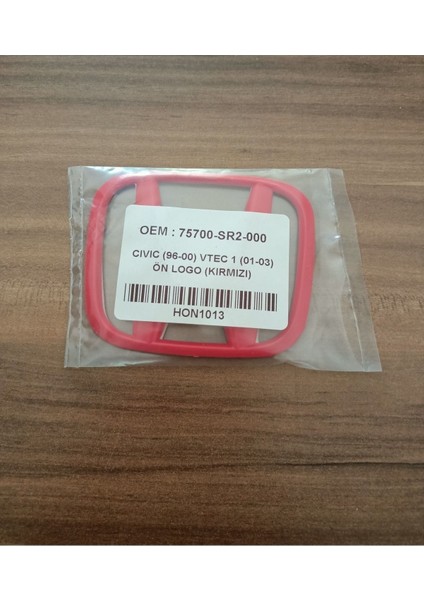 OEM : 75700-SR2-000
CIVIC (96-00) VTEC 1 (01-03)
ÖN LOGO (KIRMIZI)
HON1013